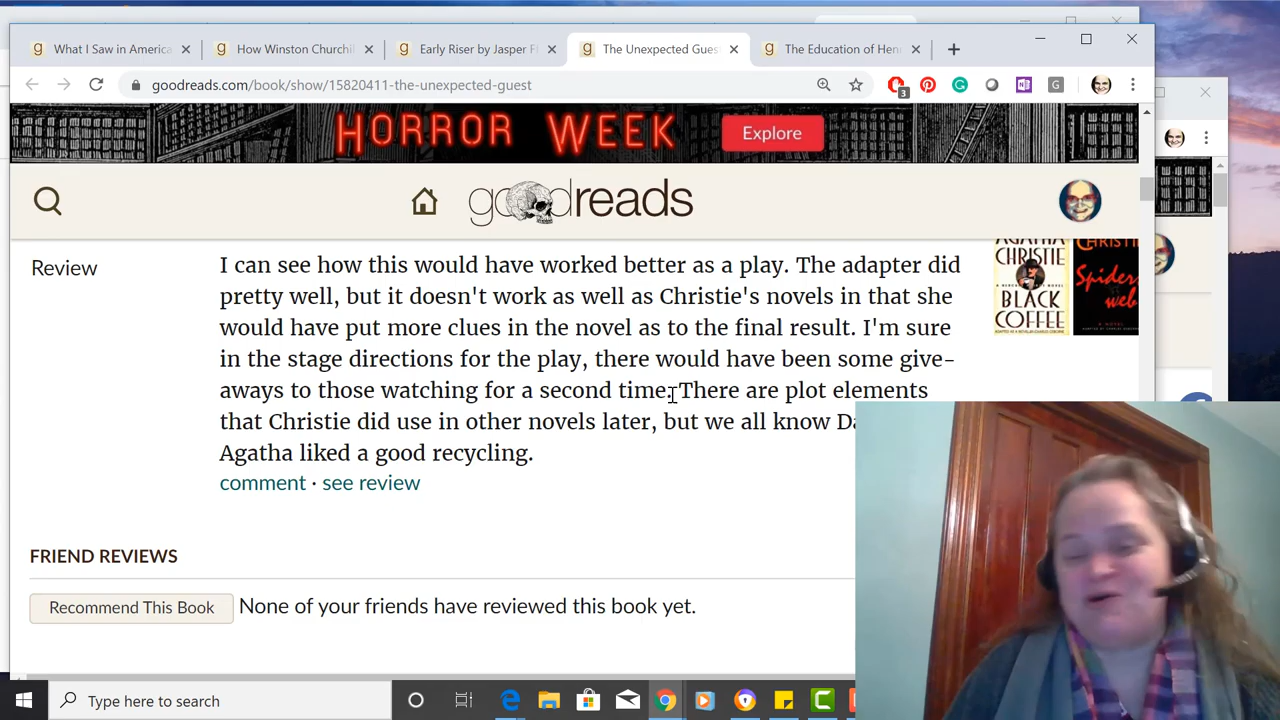 What I Saw in America
How Winston Churchil
Early Riser by Jasper F
The Unexpected Gues
The Education of Hen
goodreads.com/book/show/15820411-the-unexpected-guest
3
G
HORROR WEEK
Explore
goodreads
AGATHA
CHRISTIE
BLACK
COFFEE
CHRISTIE
Spider
web
Review
I can see how this would have worked better as a play. The adapter did
pretty well, but it doesn't work as well as Christie's novels in that she
would have put more clues in the novel as to the final result. I'm sure
in the stage directions for the play, there would have been some give-
aways to those watching for a second time. There are plot elements
that Christie did use in other novels later, but we all know Da
Agatha liked a good recycling.
comment · see review
FRIEND REVIEWS
Recommend This Book None of your friends have reviewed this book yet.
Type here to search